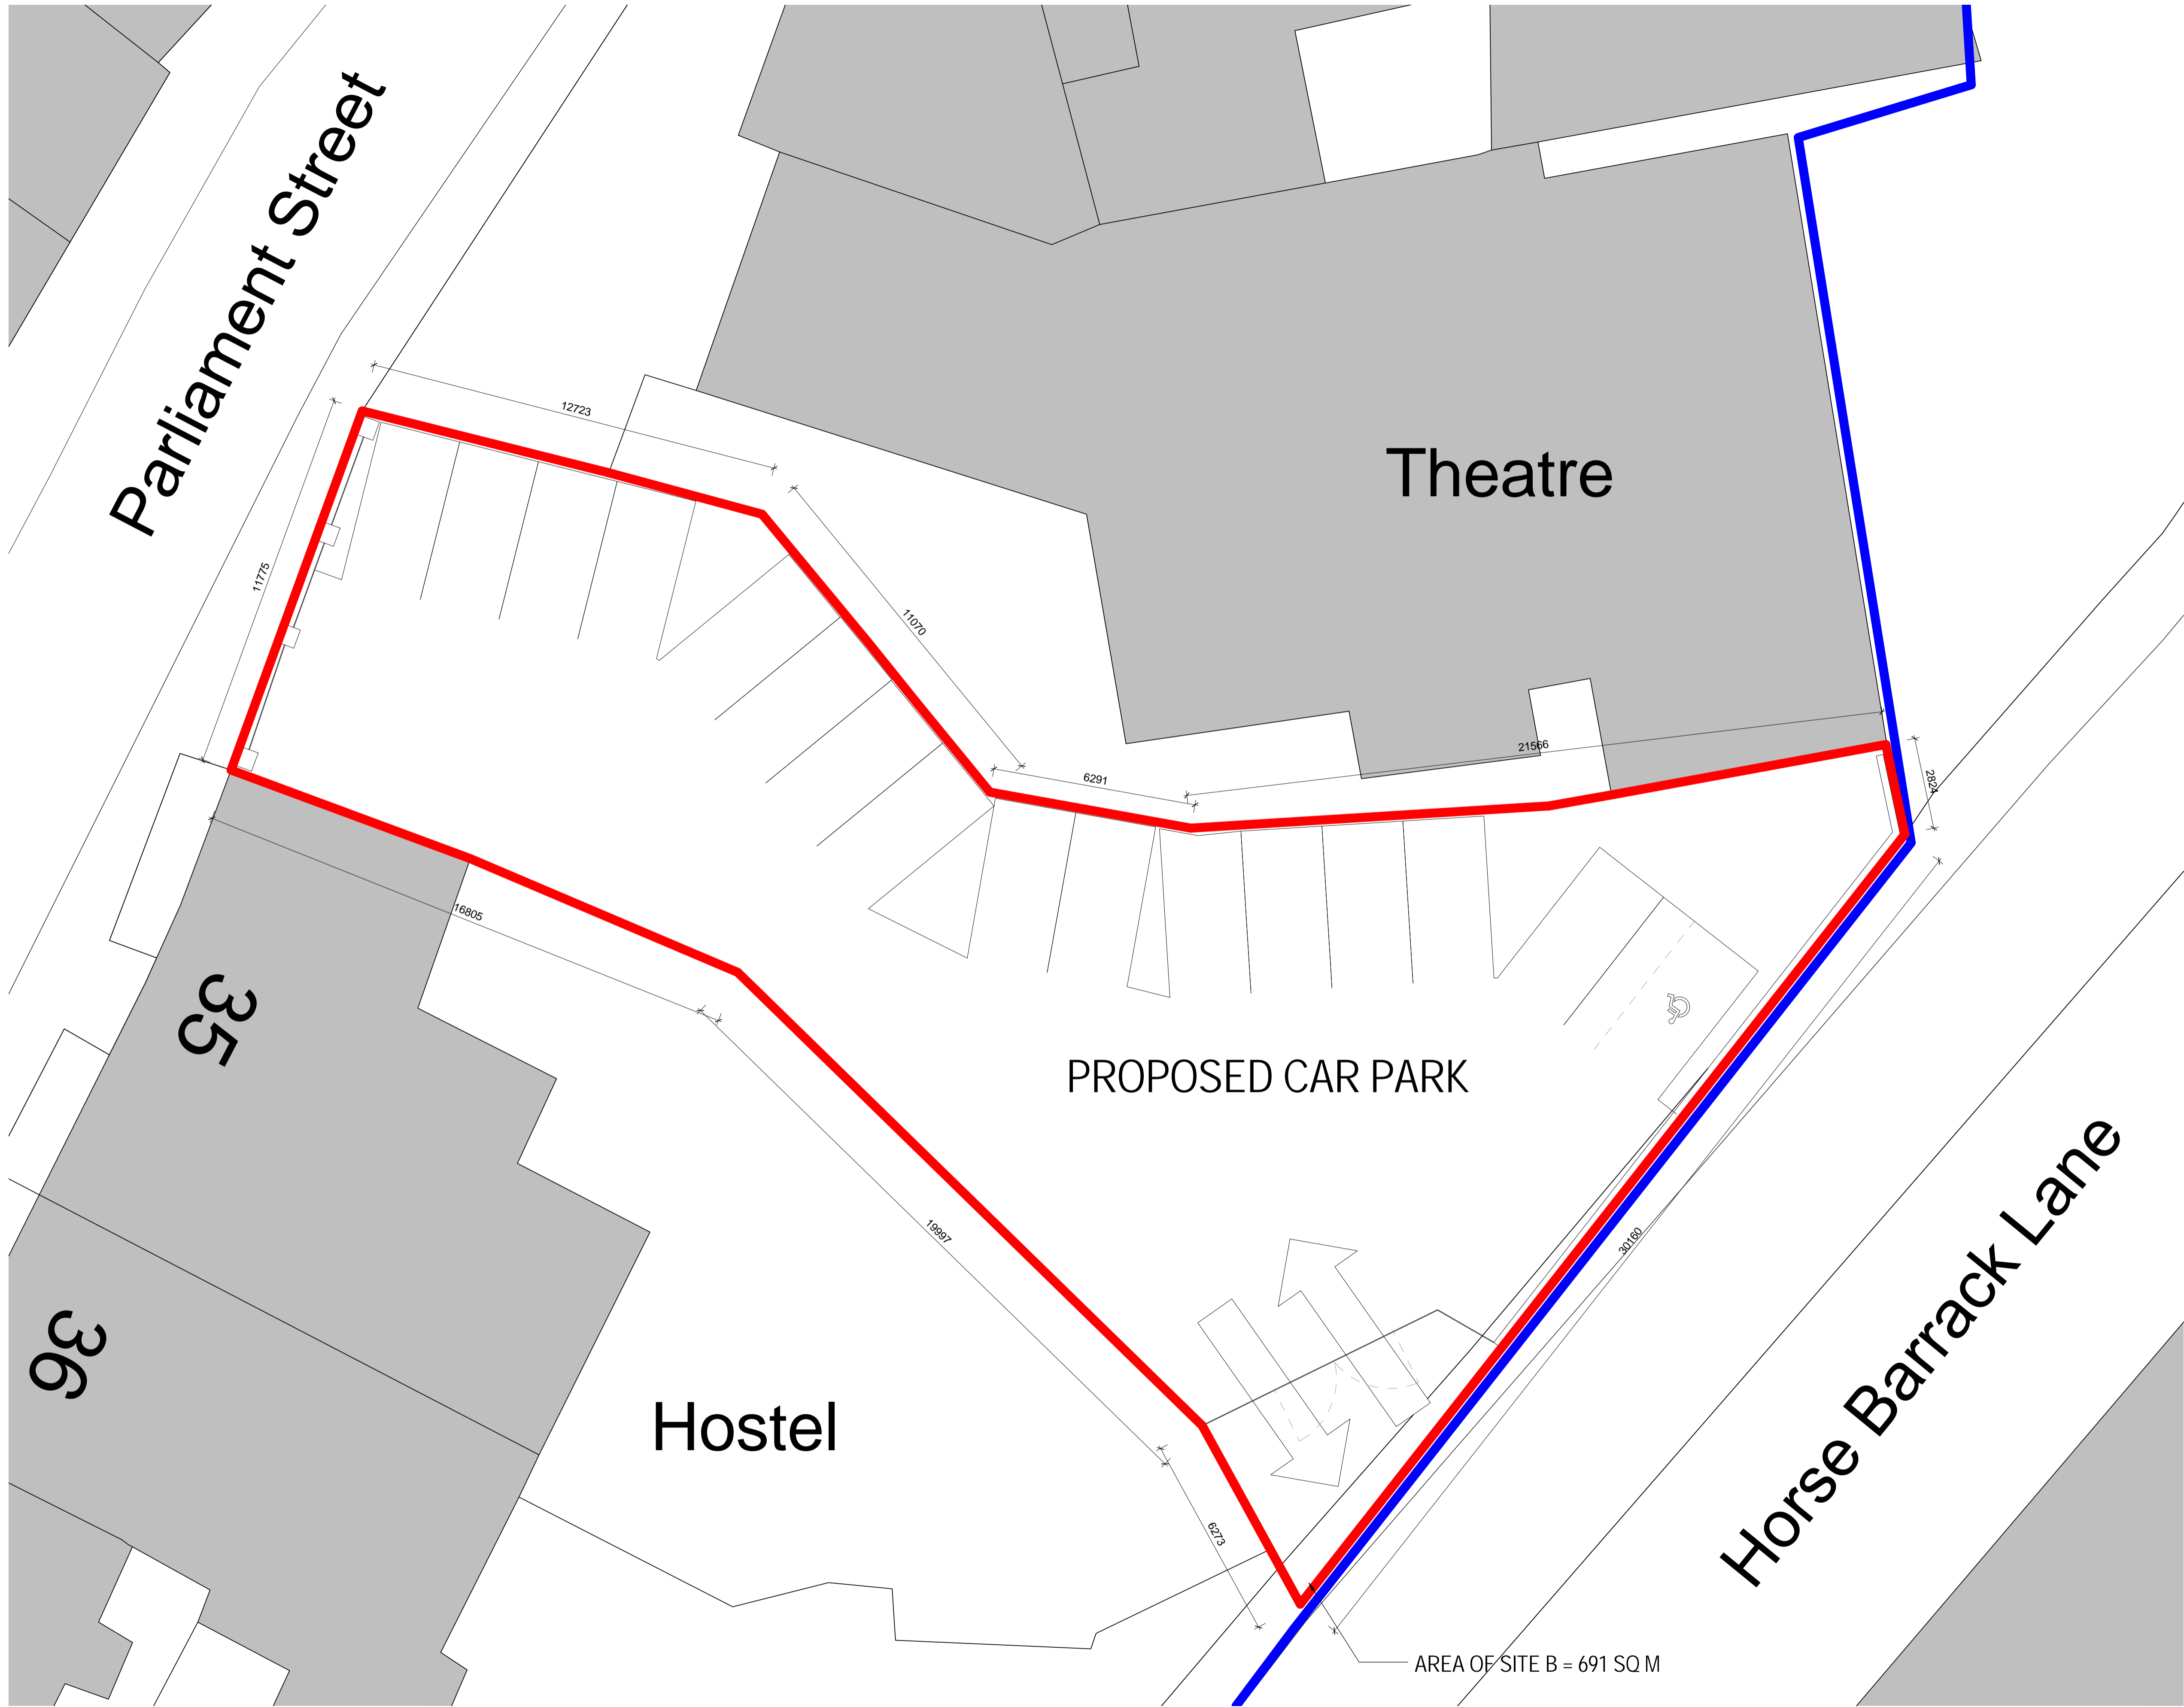 Parliament Street
12723
11775
Theatre
11070
21566
6291
2824
16805
35
PROPOSED CAR PARK
19997
30160
Horse Barrack Lane
36
Hostel
6273
AREA OF SITE B = 691 SQ M